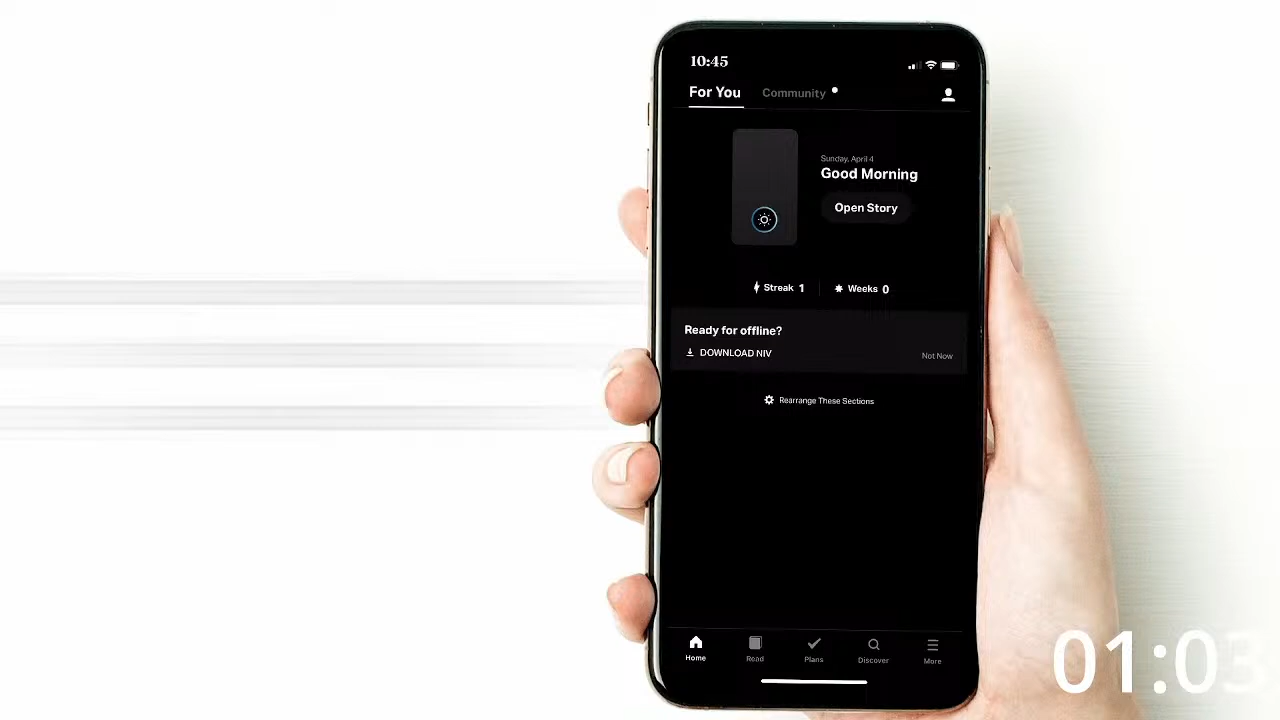 10:45
For You Community
Sunday, April 4
Good Morning
Open Story
Streak 1 Weeks 0
Ready for offline?
DOWNLOAD NIV Not Now
Rearrange These Sections
Home Read Plans Discover More
01:03